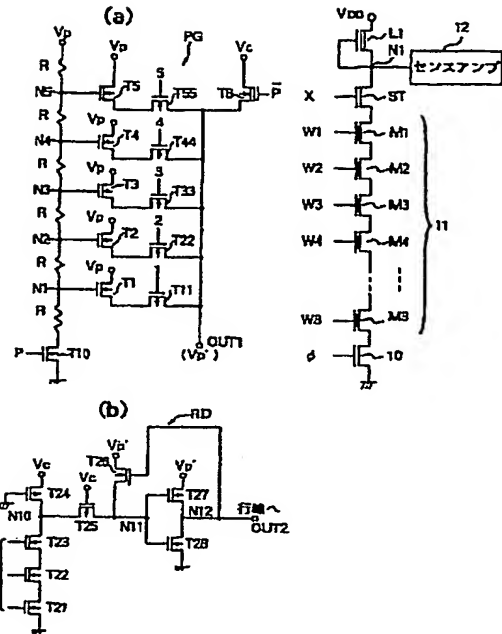 (a)
Vp
R
N5
Vp
T5
5
T55
PG
Vc
T8
P
R
N4
Vp
T4
4
T44
R
N3
Vp
T3
3
T33
R
N2
Vp
T2
2
T22
R
N1
Vp
T1
1
T11
R
P
T10
OUT1
(Vp')
VDD
L1
N1
12
センスアンプ
X
ST
W1
M1
W2
M2
W3
M3
W4
M4
11
W8
M8
φ
10
(b)
RD
Vc
T24
N10
Vc
T25
Vp'
T26
N11
Vp'
T27
N12
T28
行線へ
OUT2
T23
T22
T21